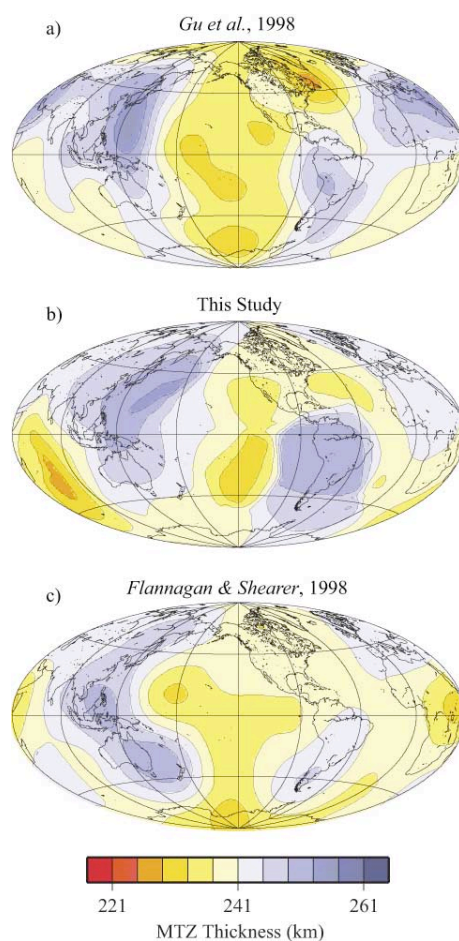 a)
Gu et al., 1998
b)
This Study
c)
Flannagan & Shearer, 1998
221 241 261
MTZ Thickness (km)